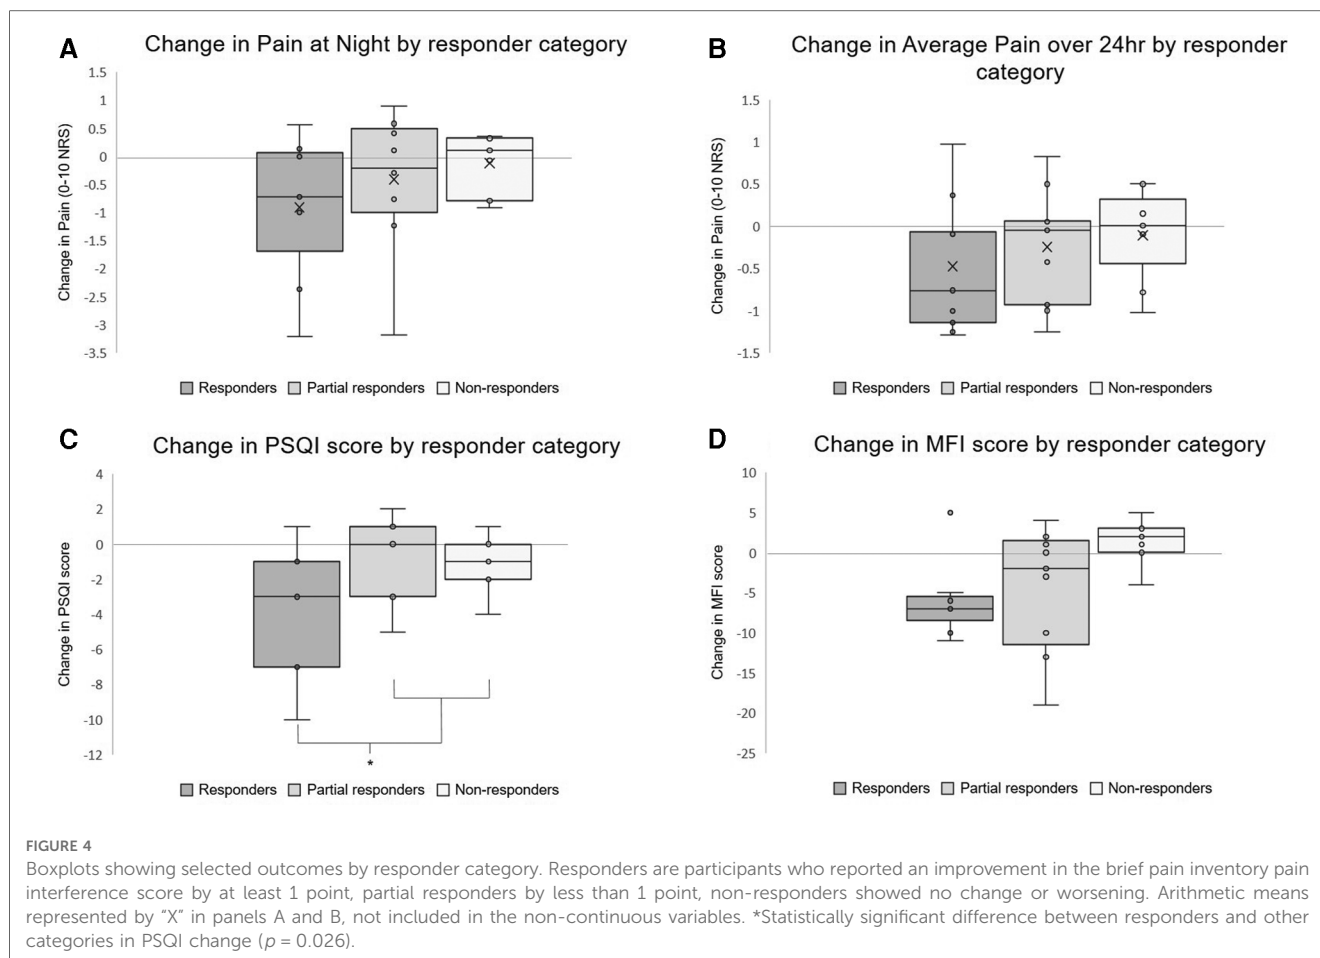 A
Change in Pain at Night by responder category
Change in Pain (0-10 NRS)
1.5
1
0.5
0
-0.5
-1
-1.5
-2
-2.5
-3
-3.5
Responders Partial responders Non-responders
B
Change in Average Pain over 24hr by responder
category
Change in Pain (0-10 NRS)
1.5
1
0.5
0
-0.5
-1
-1.5
Responders Partial responders Non-responders
C
Change in PSQI score by responder category
Change in PSQI score
4
2
0
-2
-4
-6
-8
-10
-12
*
Responders Partial responders Non-responders
D
Change in MFI score by responder category
Change in MFI score
10
5
0
-5
-10
-15
-20
-25
Responders Partial responders Non-responders
FIGURE 4
Boxplots showing selected outcomes by responder category. Responders are participants who reported an improvement in the brief pain inventory pain
interference score by at least 1 point, partial responders by less than 1 point, non-responders showed no change or worsening. Arithmetic means
represented by “X” in panels A and B, not included in the non-continuous variables. *Statistically significant difference between responders and other
categories in PSQI change (p = 0.026).